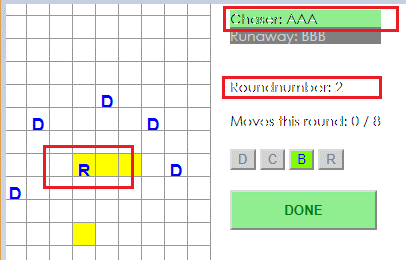 Chaser: AAA
Runaway: BBB
D
D
D
Roundnumber: 2
Moves this round: 0 / 8
R
D
D
D C B R
DONE